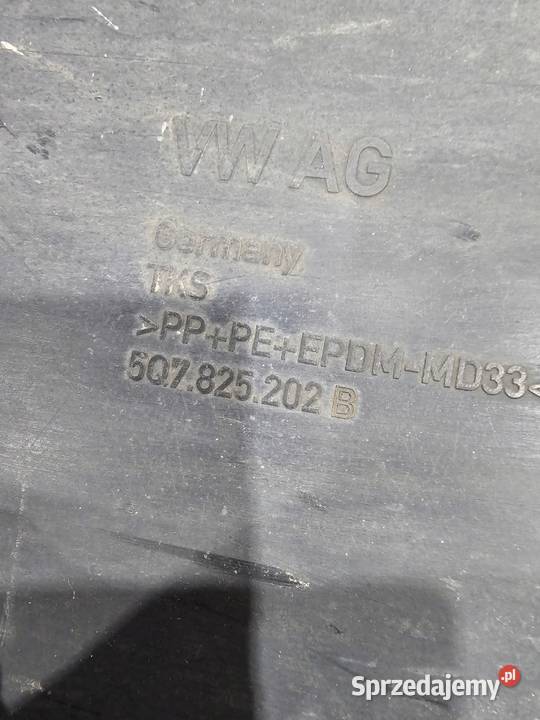 VW AG
Germany
TKS
>PP+PE+EPDM-MD33<
5Q7.825.202 B
Sprzedajemy.pl